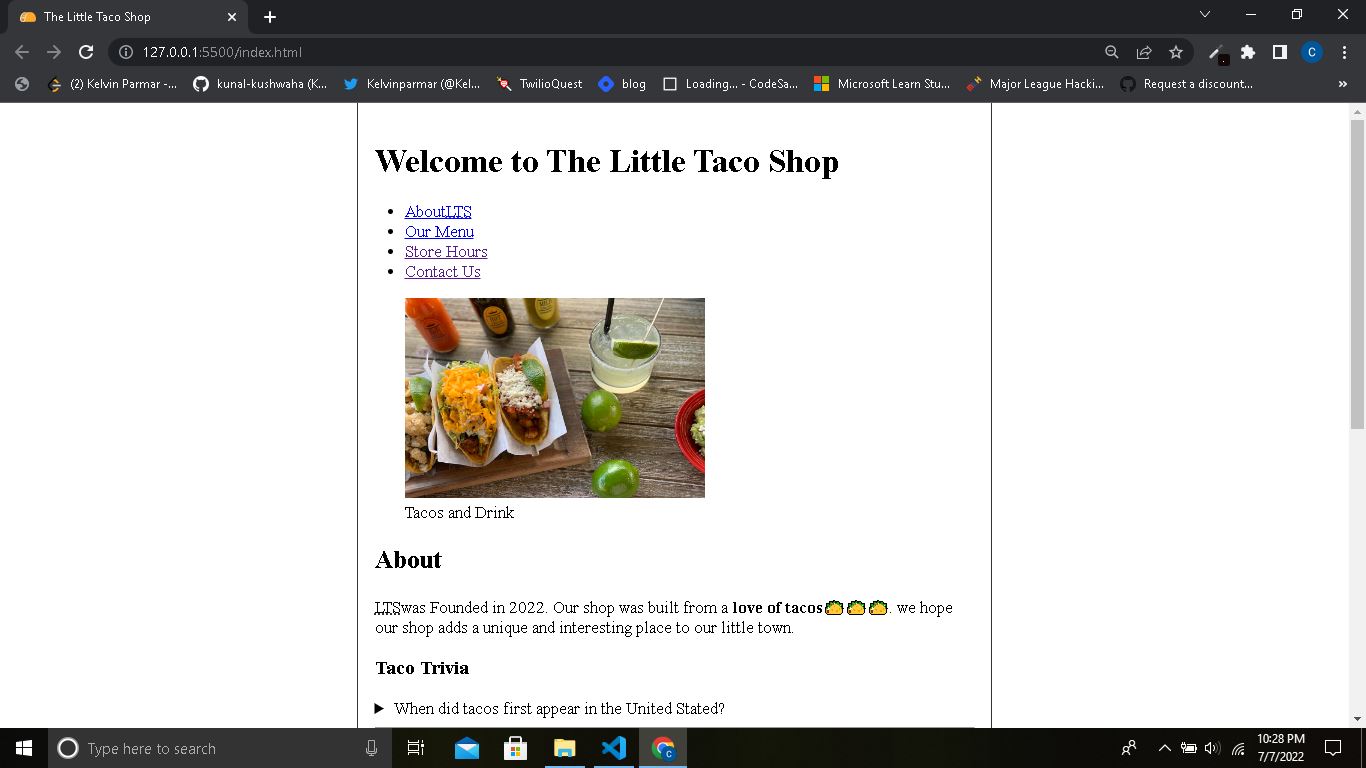 The Little Taco Shop
127.0.0.1:5500/index.html
C
(2) Kelvin Parmar -... kunal-kushwaha (K... Kelvinparmar (@Kel... TwilioQuest blog Loading... - CodeSa... Microsoft Learn Stu... Major League Hacki... Request a discount... »
Welcome to The Little Taco Shop
• AboutLTS
• Our Menu
• Store Hours
• Contact Us
Tacos and Drink
About
LTSwas Founded in 2022. Our shop was built from a love of tacos🌮🌮🌮. we hope
our shop adds a unique and interesting place to our little town.
Taco Trivia
▶ When did tacos first appear in the United Stated?
Type here to search
C
10:28 PM
7/7/2022